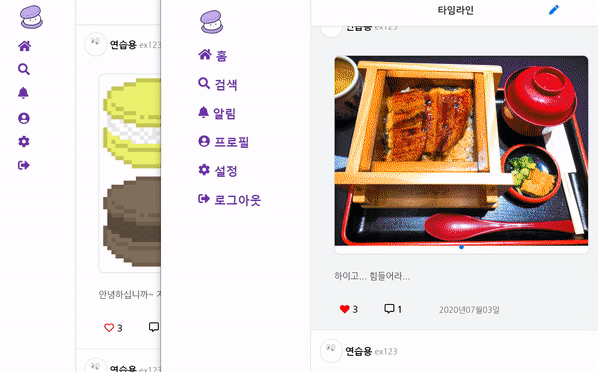 타임라인
연습용 ex123
연습용 ex123
홈
검색
알림
프로필
설정
로그아웃
안녕하십니까~
3
하이고... 힘들어라...
3
1
2020년07월03일
연습용
연습용 ex123